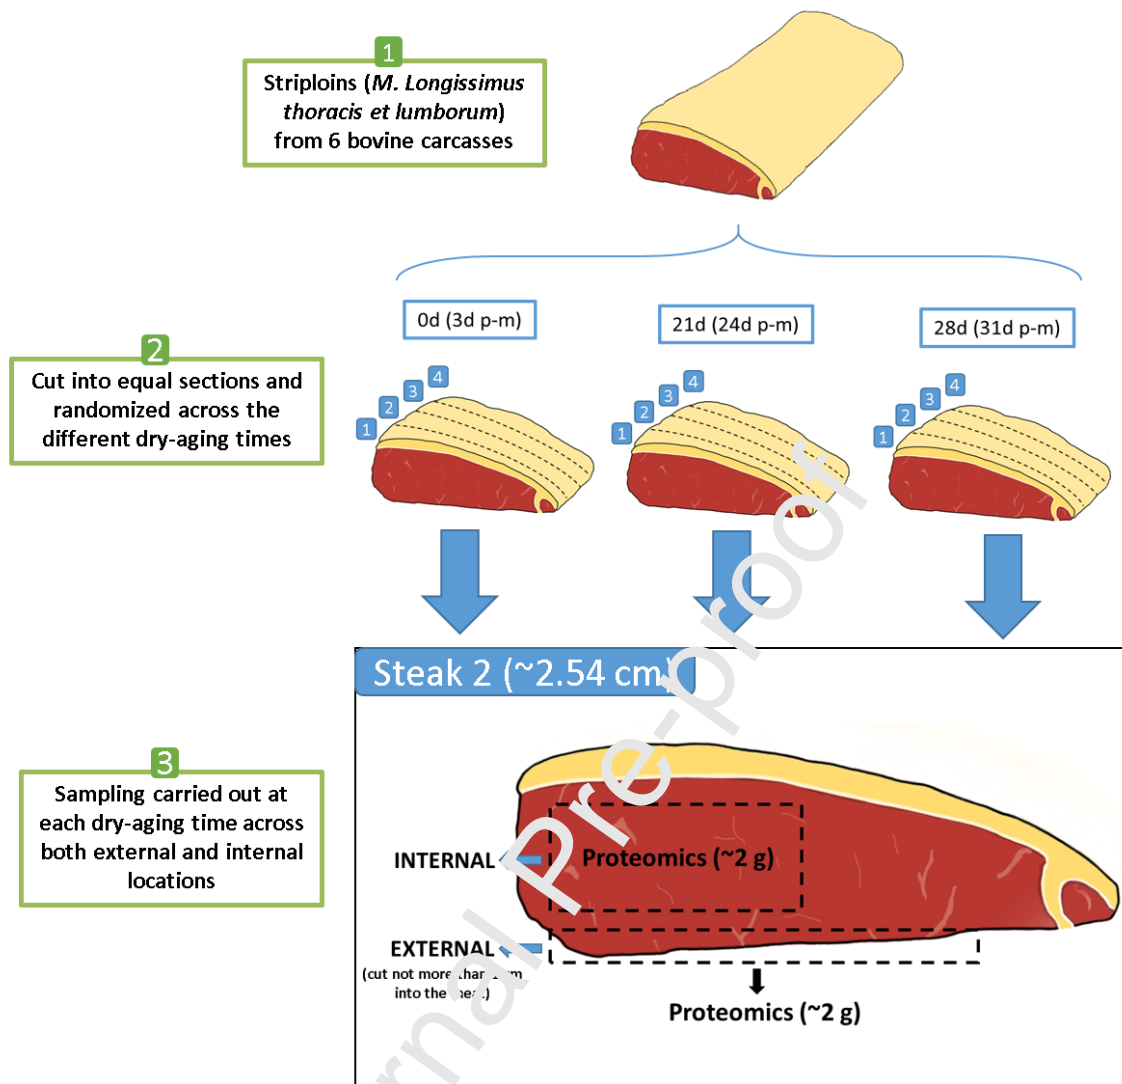 1
Striploins (M. Longissimus
thoracis et lumborum)
from 6 bovine carcasses
0d (3d p-m)
21d (24d p-m)
28d (31d p-m)
2
Cut into equal sections and
randomized across the
different dry-aging times
1 2 3 4
1 2 3 4
1 2 3 4
Steak 2 (~2.54 cm)
3
Sampling carried out at
each dry-aging time across
both external and internal
locations
INTERNAL
Proteomics (~2 g)
EXTERNAL
(cut not more than cm
into the meat)
Proteomics (~2 g)
rnal Pre-proof